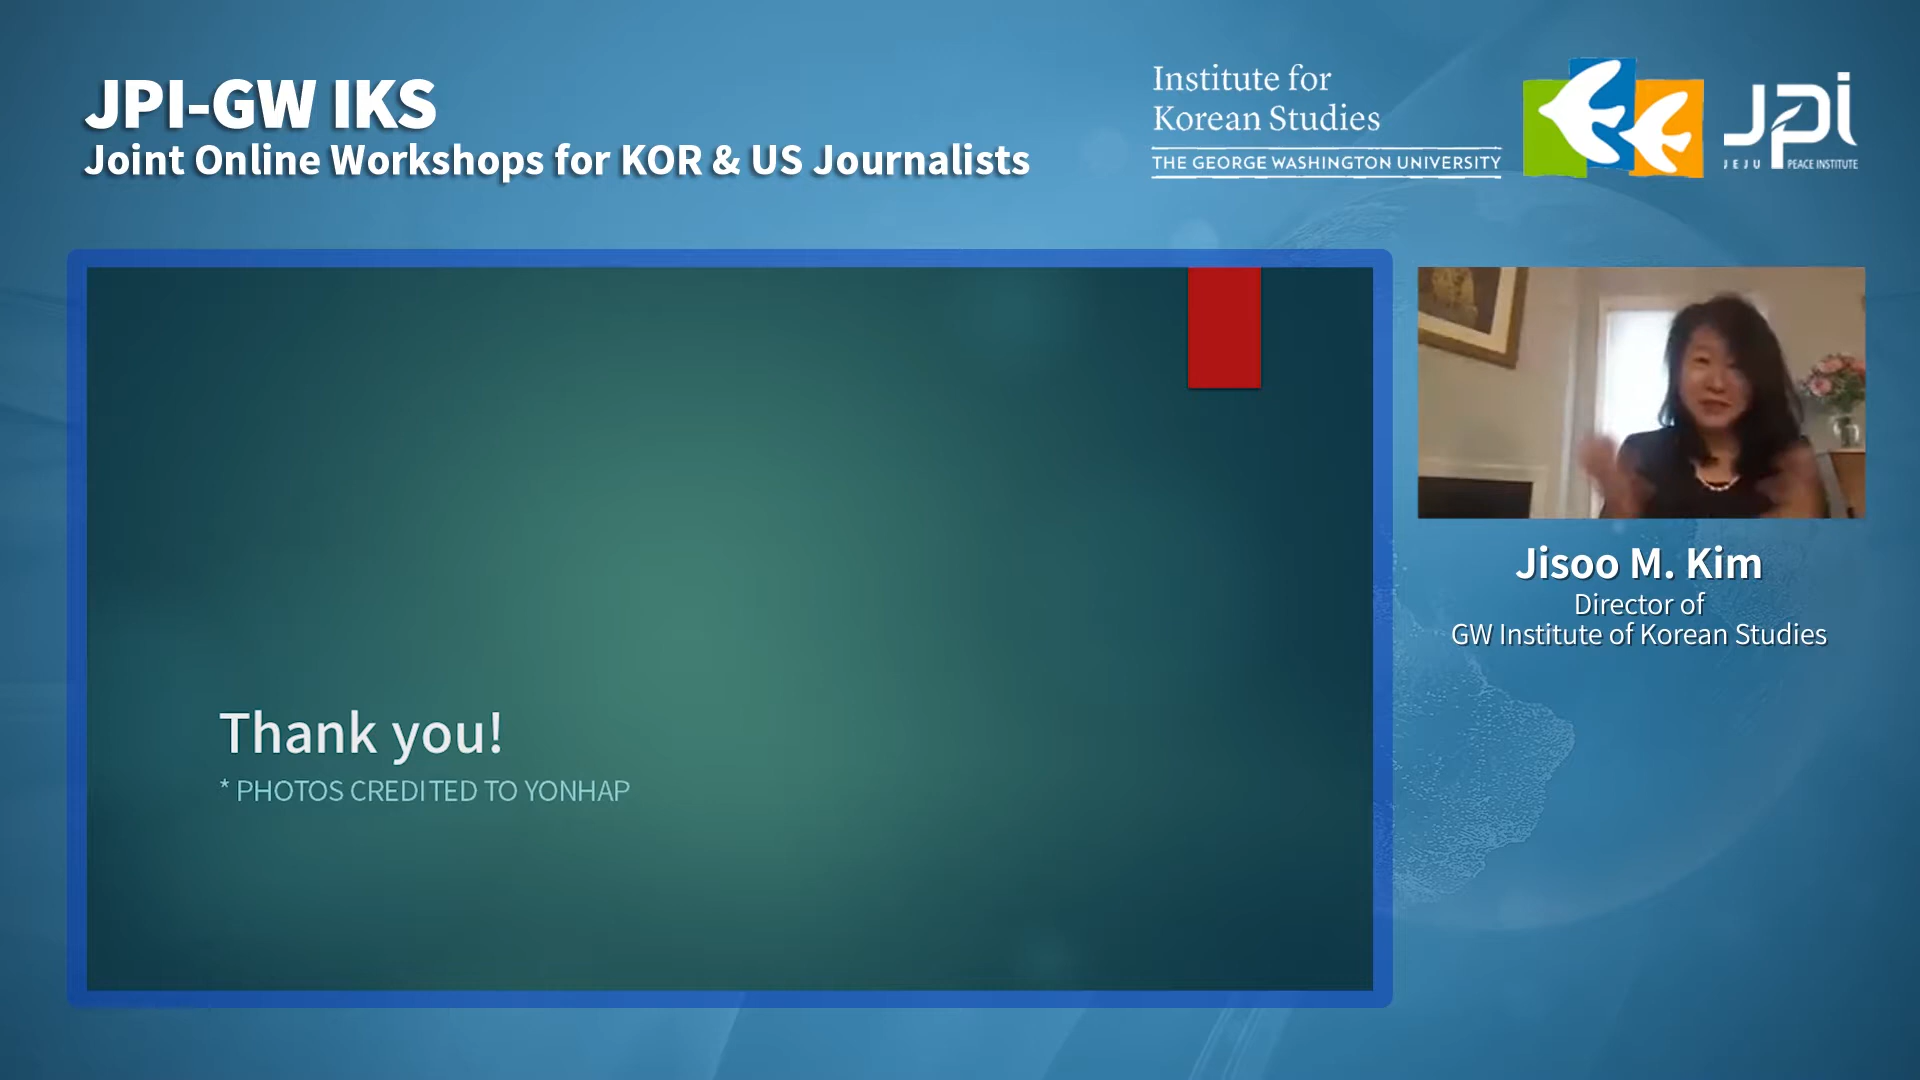 JPI-GW IKS
Joint Online Workshops for KOR & US Journalists
Institute for
Korean Studies
THE GEORGE WASHINGTON UNIVERSITY
JPi
JEJU PEACE INSTITUTE
Thank you!
* PHOTOS CREDITED TO YONHAP
Jisoo M. Kim
Director of
GW Institute of Korean Studies